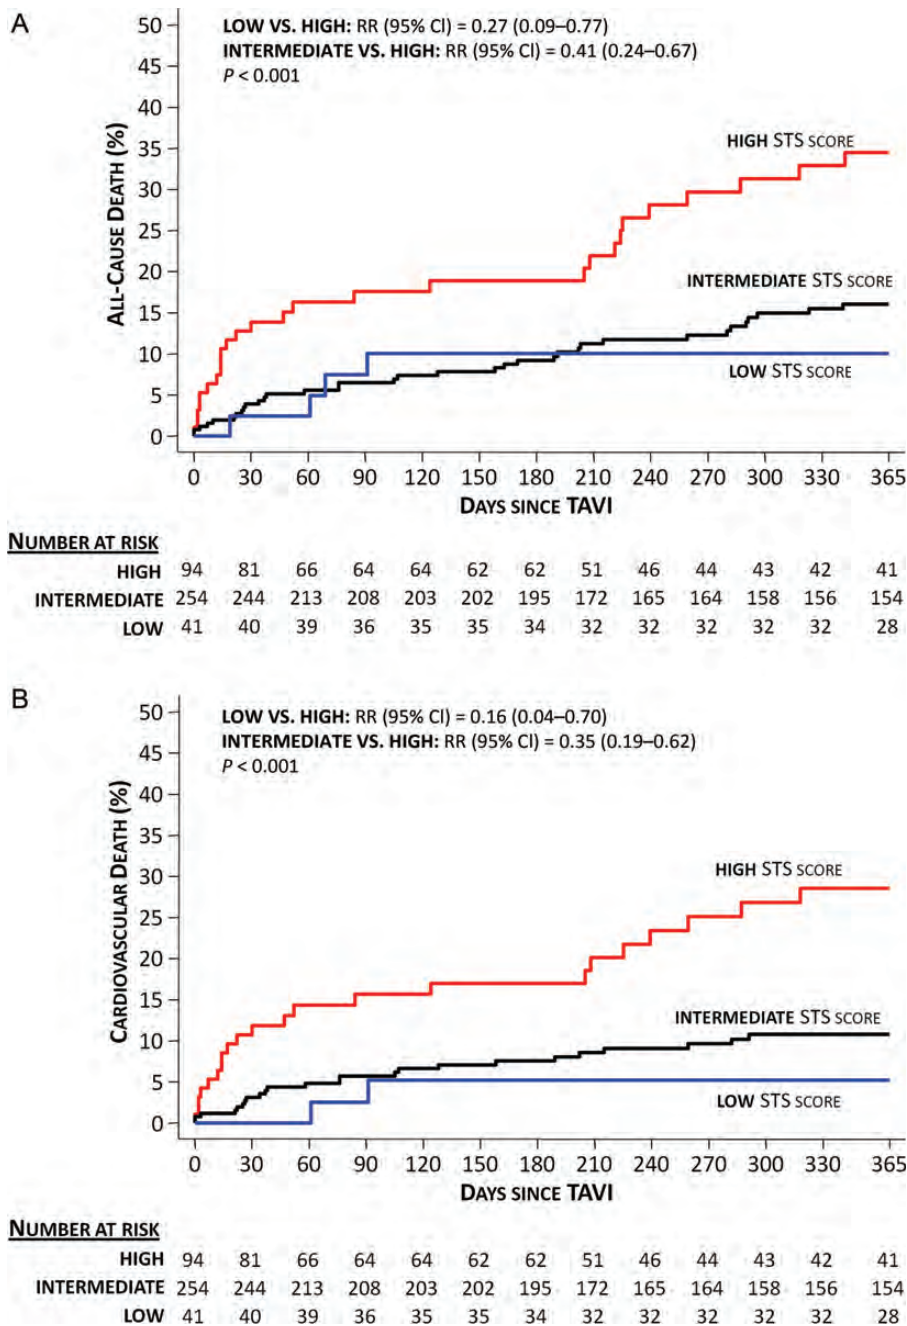 A
LOW VS. HIGH: RR (95% CI) = 0.27 (0.09–0.77)
INTERMEDIATE VS. HIGH: RR (95% CI) = 0.41 (0.24–0.67)
P < 0.001
ALL-CAUSE DEATH (%)
50
45
40
35
30
25
20
15
10
5
0
HIGH STS SCORE
INTERMEDIATE STS SCORE
LOW STS SCORE
0 30 60 90 120 150 180 210 240 270 300 330 365
DAYS SINCE TAVI
NUMBER AT RISK
HIGH 94 81 66 64 64 62 62 51 46 44 43 42 41
INTERMEDIATE 254 244 213 208 203 202 195 172 165 164 158 156 154
LOW 41 40 39 36 35 35 34 32 32 32 32 32 28
B
LOW VS. HIGH: RR (95% CI) = 0.16 (0.04–0.70)
INTERMEDIATE VS. HIGH: RR (95% CI) = 0.35 (0.19–0.62)
P < 0.001
CARDIOVASCULAR DEATH (%)
50
45
40
35
30
25
20
15
10
5
0
HIGH STS SCORE
INTERMEDIATE STS SCORE
LOW STS SCORE
0 30 60 90 120 150 190 210 240 270 300 330 365
DAYS SINCE TAVI
NUMBER AT RISK
HIGH 94 81 66 64 64 62 62 51 46 44 43 42 41
INTERMEDIATE 254 244 213 208 203 202 195 172 165 164 158 156 154
LOW 41 40 39 36 35 35 34 32 32 32 32 32 28